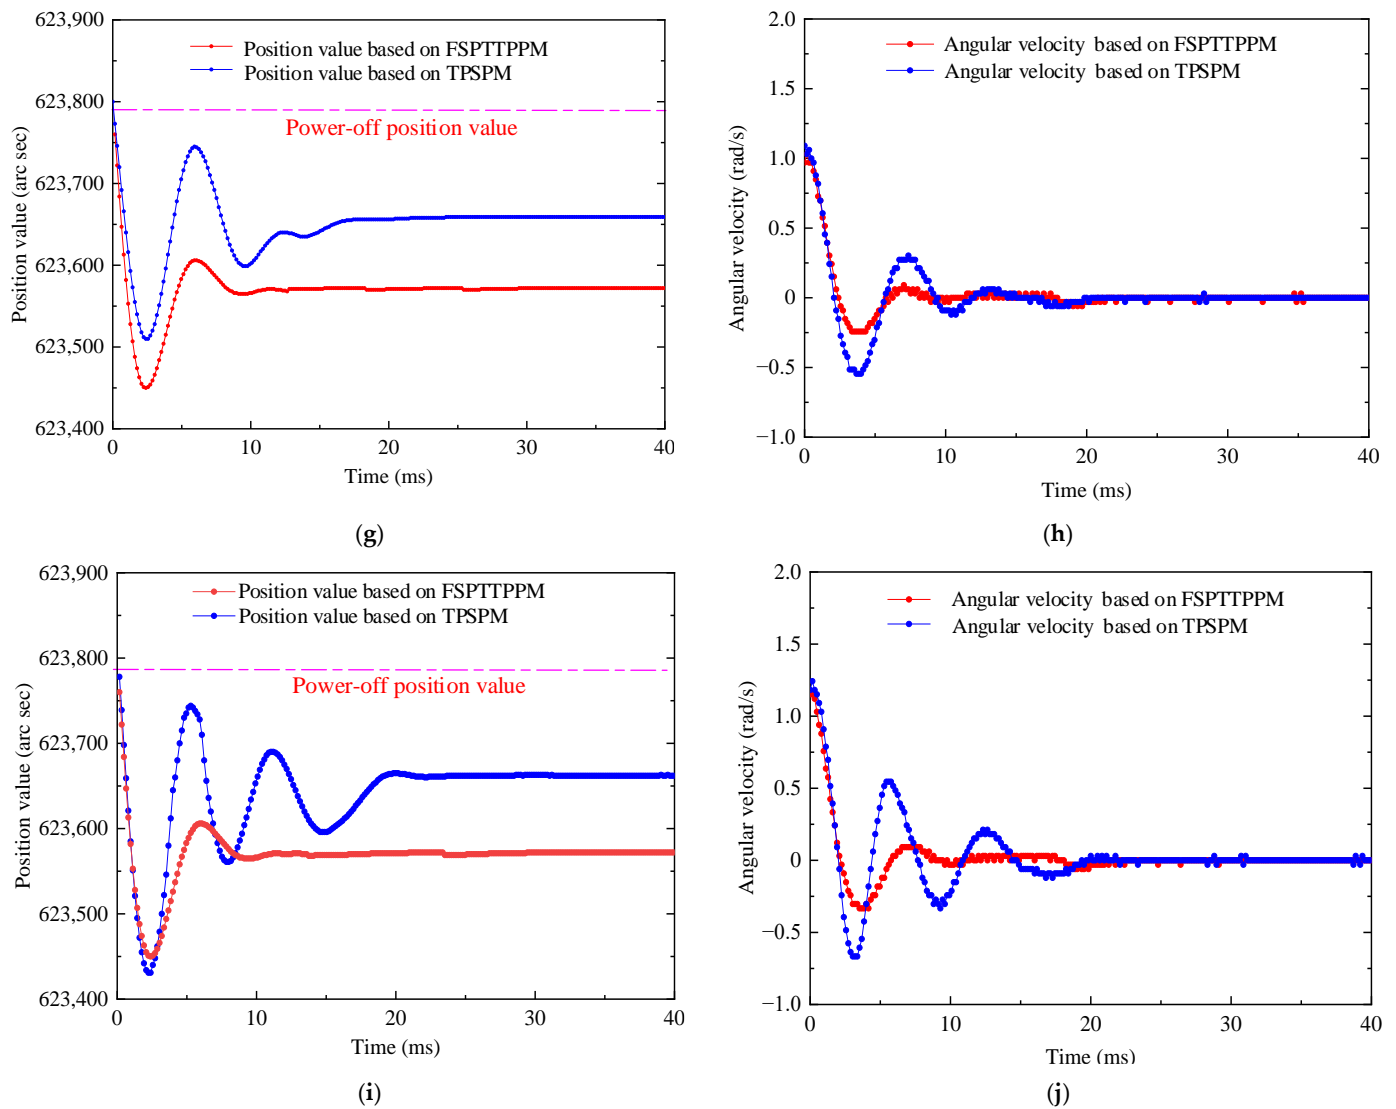 623,900
623,800
623,700
623,600
623,500
623,400
Position value (arc sec)
Position value based on FSPTTPPM
Position value based on TPSPM
Power-off position value
0
10
20
30
40
Time (ms)
(g)
2.0
1.5
1.0
0.5
0
−0.5
−1.0
Angular velocity (rad/s)
Angular velocity based on FSPTTPPM
Angular velocity based on TPSPM
0
10
20
30
40
Time (ms)
(h)
623,900
623,800
623,700
623,600
623,500
623,400
Position value (arc sec)
Position value based on FSPTTPPM
Position value based on TPSPM
Power-off position value
0
10
20
30
40
Time (ms)
(i)
2.0
1.5
1.0
0.5
0
−0.5
−1.0
Angular velocity (rad/s)
Angular velocity based on FSPTTPPM
Angular velocity based on TPSPM
0
5
10
15
20
25
30
35
40
Time (ms)
(j)